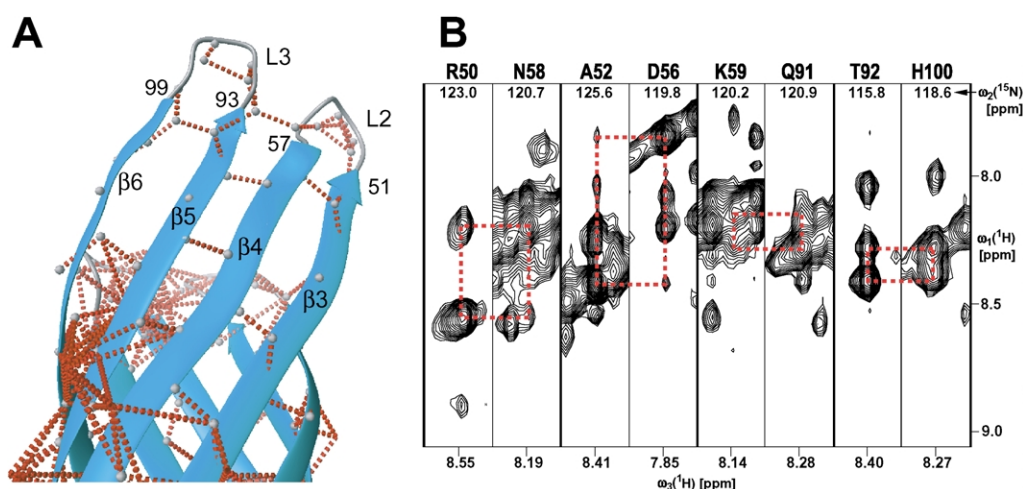 A
L3
99
93
L2
57
51
β6
β5
β4
β3
B
R50 N58 A52 D56 K59 Q91 T92 H100
123.0 120.7 125.6 119.8 120.2 120.9 115.8 118.6 ω₂(¹⁵N)
[ppm]
8.0
ω₁(¹H)
[ppm]
8.5
9.0
8.55 8.19 8.41 7.85 8.14 8.28 8.40 8.27
ω₃(¹H) [ppm]